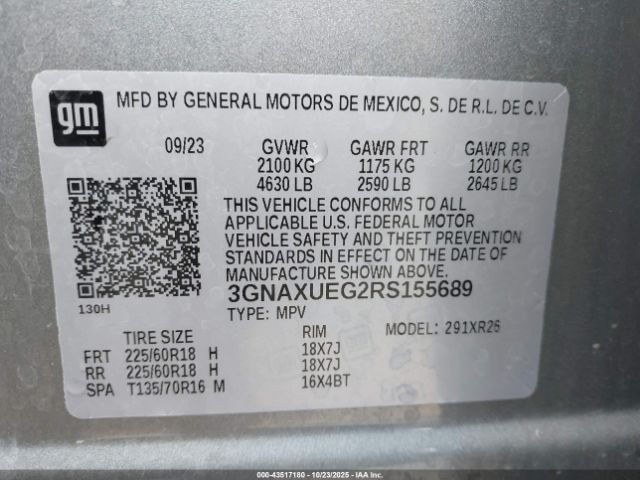 gm
MFD BY GENERAL MOTORS DE MEXICO, S. DE R.L. DE C.V.
09/23 GVWR GAWR FRT GAWR RR
2100 KG 1175 KG 1200 KG
4630 LB 2590 LB 2645 LB
THIS VEHICLE CONFORMS TO ALL
APPLICABLE U.S. FEDERAL MOTOR
VEHICLE SAFETY AND THEFT PREVENTION
STANDARDS IN EFFECT ON THE DATE OF
MANUFACTURE SHOWN ABOVE.
3GNAXUEG2RS155689
130H
TYPE: MPV MODEL: 291XR26
TIRE SIZE RIM
FRT 225/60R18 H 18X7J
RR 225/60R18 H 18X7J
SPA T135/70R16 M 16X4BT
000-43517180 - 10/23/2025 - IAA Inc.